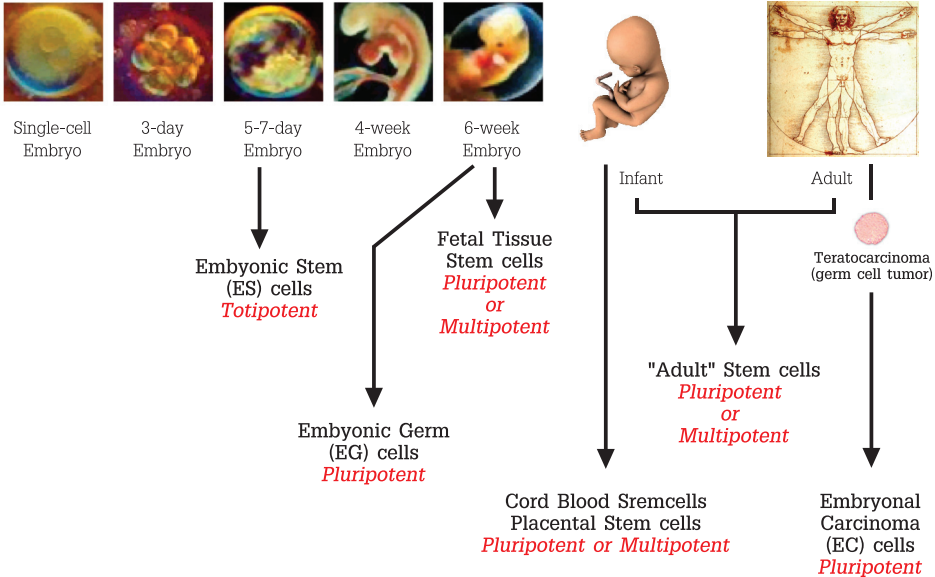 Single-cell
Embryo
3-day
Embryo
5-7-day
Embryo
4-week
Embryo
6-week
Embryo
Infant
Adult
Teratocarcinoma
(germ cell tumor)
Embyonic Stem
(ES) cells
Totipotent
Fetal Tissue
Stem cells
Pluripotent
or
Multipotent
"Adult" Stem cells
Pluripotent
or
Multipotent
Embyonic Germ
(EG) cells
Pluripotent
Cord Blood Sremcells
Placental Stem cells
Pluripotent or Multipotent
Embryonal
Carcinoma
(EC) cells
Pluripotent